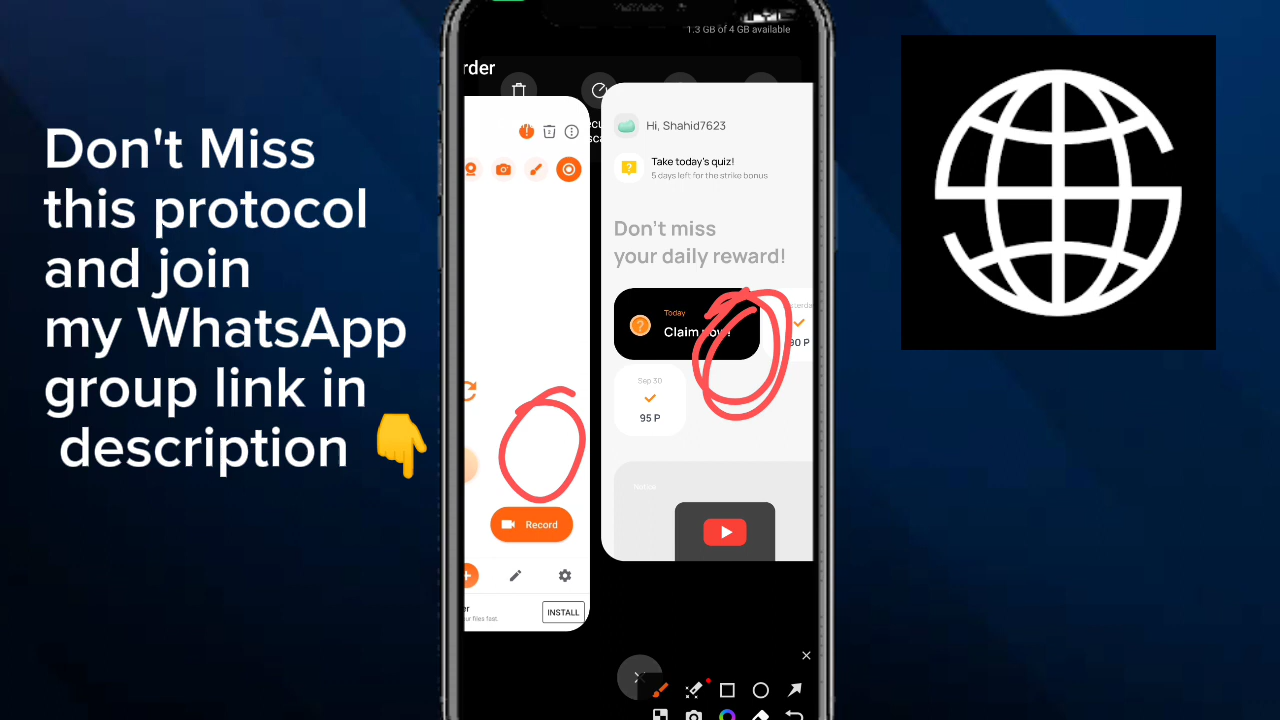 Don't Miss
this protocol
and join
my WhatsApp
group link in
description 👇
1.3 GB of 4 GB available
rder
Hi, Shahid7623
Take today's quiz!
5 days left for the strike bonus
Don't miss
your daily reward!
Today
Claim now!
90 P
Sep 30
95 P
Record
INSTALL